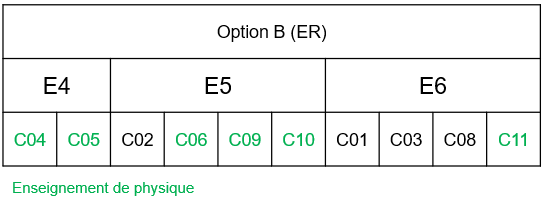 Option B (ER)
E4 E5 E6
C04 C05 C02 C06 C09 C10 C01 C03 C08 C11
Enseignement de physique